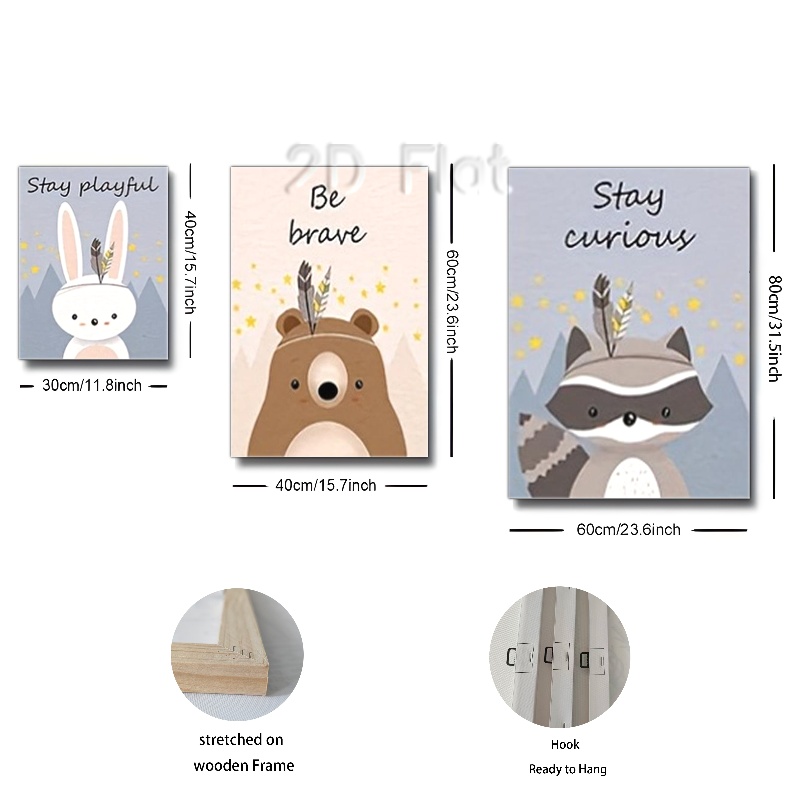 2D Flat
Stay playful
Be
brave
Stay
curious
40cm/15.7inch
60cm/23.6inch
80cm/31.5inch
30cm/11.8inch
40cm/15.7inch
60cm/23.6inch
stretched on
wooden Frame
Hook
Ready to Hang